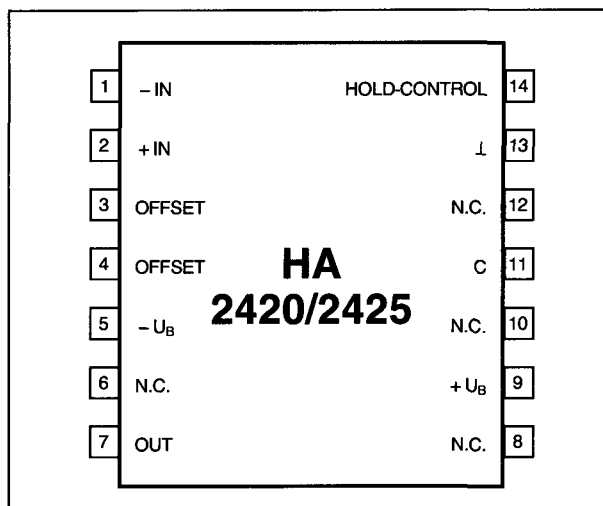 1 – IN HOLD-CONTROL 14
2 + IN ⊥ 13
3 OFFSET N.C. 12
4 OFFSET HA C 11
5 – U_B 2420/2425 N.C. 10
6 N.C. + U_B 9
7 OUT N.C. 8